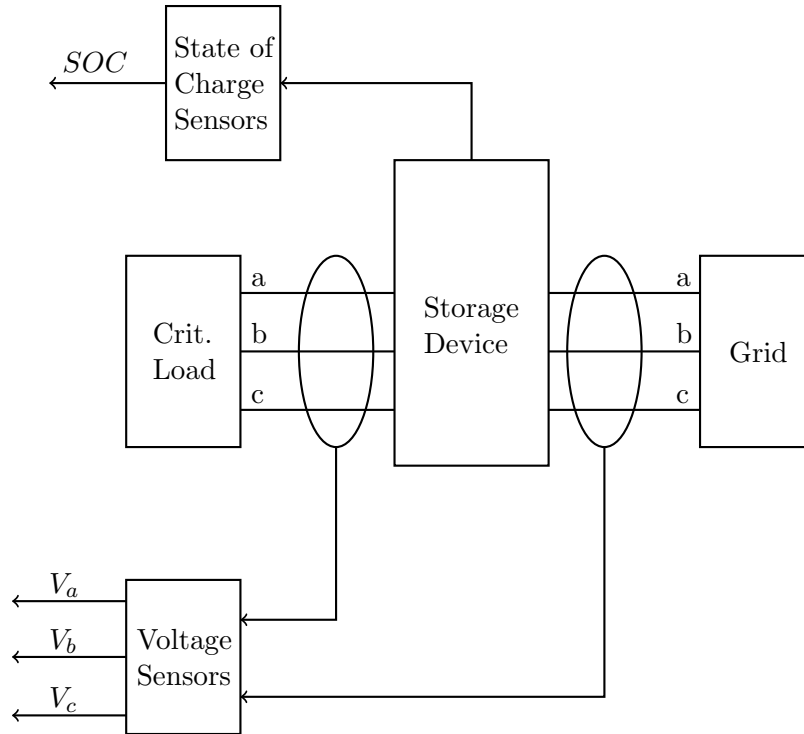 State of
Charge
Sensors
SOC
a
b
c
Crit.
Load
Storage
Device
a
b
c
Grid
V_a
V_b
V_c
Voltage
Sensors